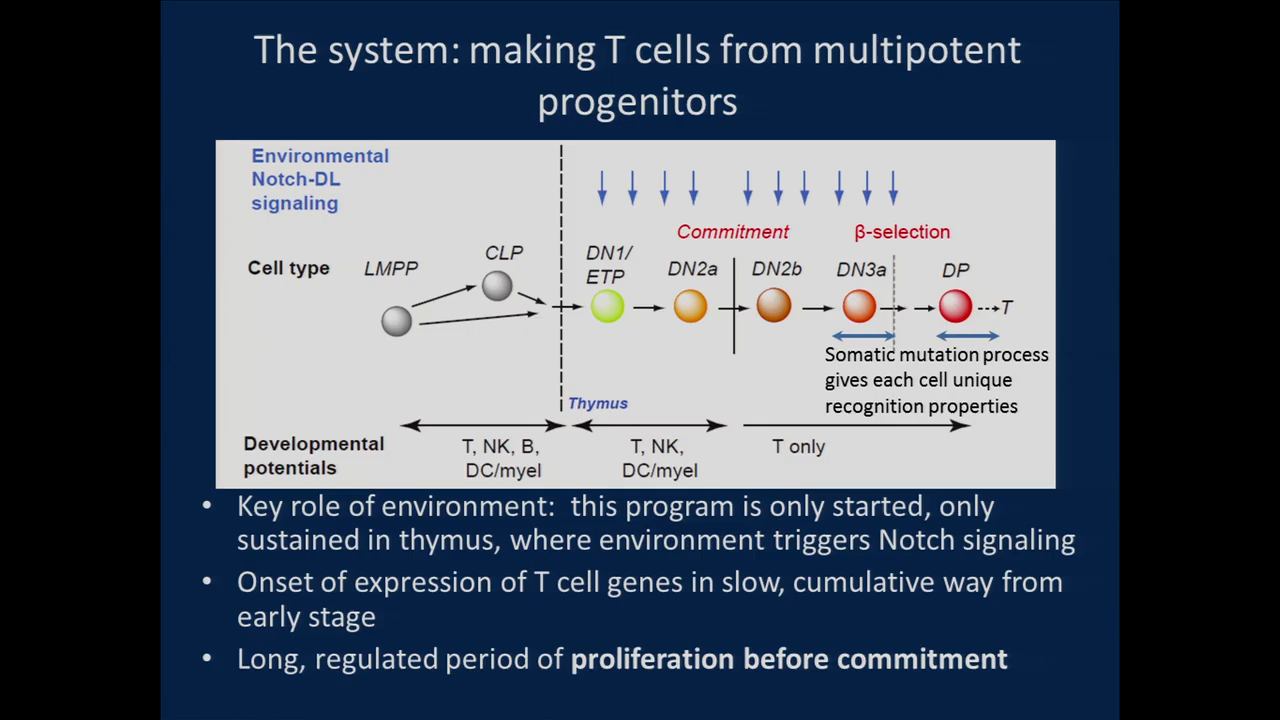 The system: making T cells from multipotent
progenitors
Environmental
Notch-DL
signaling
Commitment
β-selection
Cell type
LMPP
CLP
DN1/
ETP
DN2a
DN2b
DN3a
DP
T
Somatic mutation process
gives each cell unique
recognition properties
Thymus
Developmental
potentials
T, NK, B,
DC/myel
T, NK,
DC/myel
T only
• Key role of environment:  this program is only started, only
sustained in thymus, where environment triggers Notch signaling
• Onset of expression of T cell genes in slow, cumulative way from
early stage
• Long, regulated period of proliferation before commitment